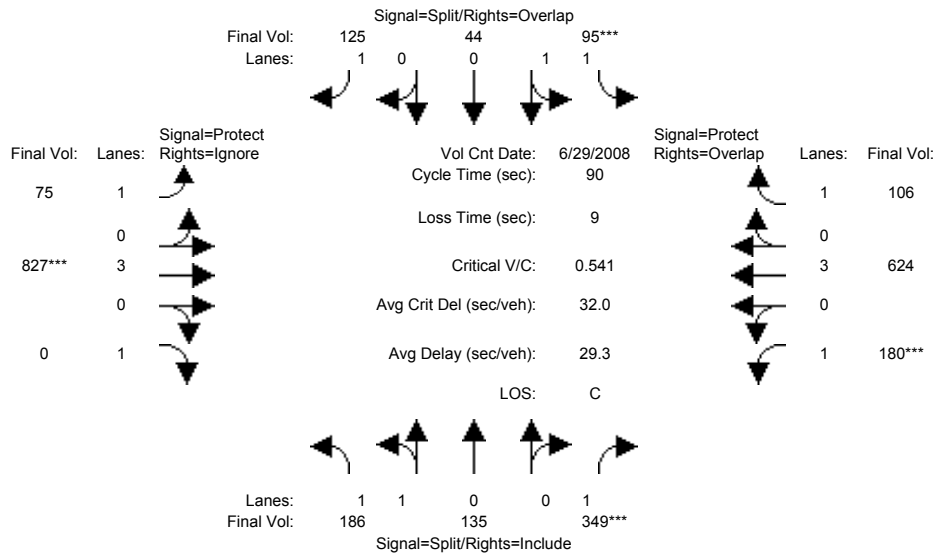 Signal=Split/Rights=Overlap
Final Vol: 125 44 95***
Lanes: 1 0 0 1 1
Signal=Protect Signal=Protect
Final Vol: Lanes: Rights=Ignore Vol Cnt Date: 6/29/2008 Rights=Overlap Lanes: Final Vol:
Cycle Time (sec): 90
75 1 1 106
Loss Time (sec): 9
0 0
827*** 3 Critical V/C: 0.541 3 624
0 Avg Crit Del (sec/veh): 32.0 0
0 1 Avg Delay (sec/veh): 29.3 1 180***
LOS: C
Lanes: 1 1 0 0 1
Final Vol: 186 135 349***
Signal=Split/Rights=Include